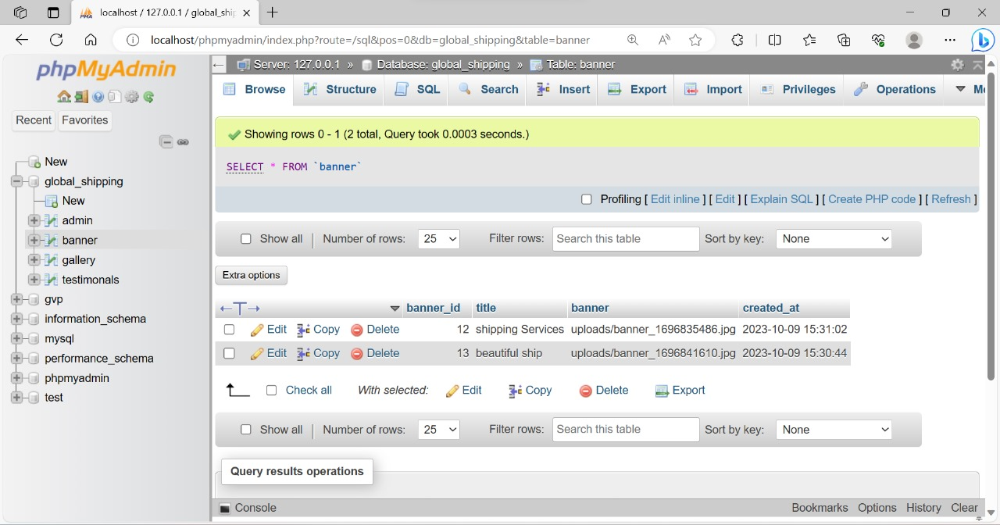 localhost / 127.0.0.1 / global_ship
localhost/phpmyadmin/index.php?route=/sql&pos=0&db=global_shipping&table=banner
phpMyAdmin
Recent Favorites
New
global_shipping
New
admin
banner
gallery
testimonals
gvp
information_schema
mysql
performance_schema
phpmyadmin
test
Server: 127.0.0.1 » Database: global_shipping » Table: banner
Browse Structure SQL Search Insert Export Import Privileges Operations
Showing rows 0 - 1 (2 total, Query took 0.0003 seconds.)
SELECT * FROM `banner`
Profiling [ Edit inline ] [ Edit ] [ Explain SQL ] [ Create PHP code ] [ Refresh ]
Show all | Number of rows: 25 Filter rows: Search this table Sort by key: None
Extra options
←T→ banner_id title banner created_at
Edit Copy Delete 12 shipping Services uploads/banner_1696835486.jpg 2023-10-09 15:31:02
Edit Copy Delete 13 beautiful ship uploads/banner_1696841610.jpg 2023-10-09 15:30:44
Check all With selected: Edit Copy Delete Export
Show all | Number of rows: 25 Filter rows: Search this table Sort by key: None
Query results operations
Console Bookmarks Options History Clear